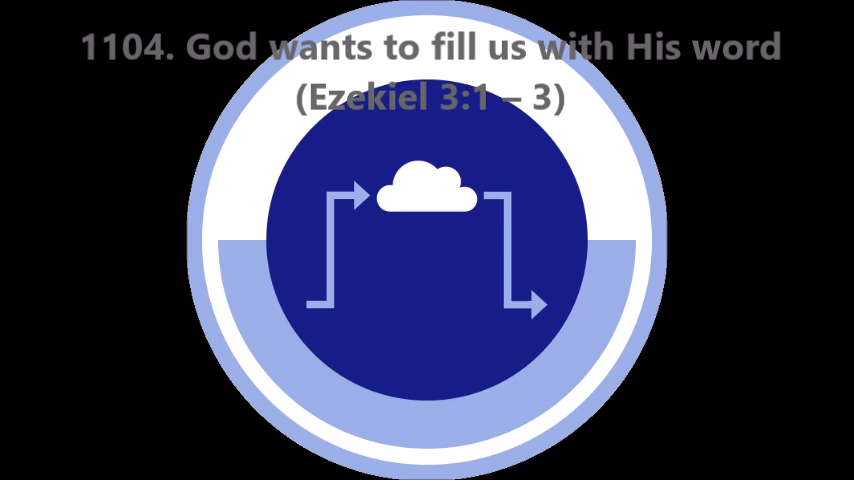 1104. God wants to fill us with His word
(Ezekiel 3:1 – 3)